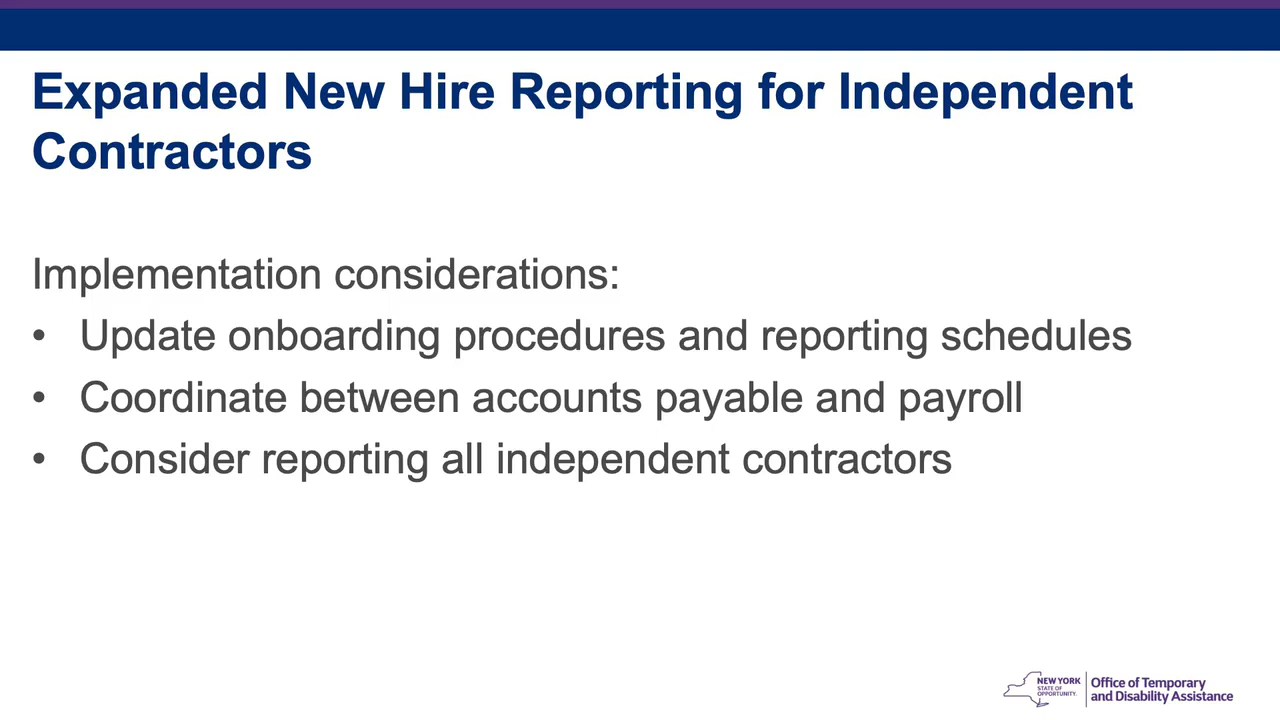 Expanded New Hire Reporting for Independent
Contractors
Implementation considerations:
• Update onboarding procedures and reporting schedules
• Coordinate between accounts payable and payroll
• Consider reporting all independent contractors
NEW YORK
STATE OF
OPPORTUNITY.
Office of Temporary
and Disability Assistance